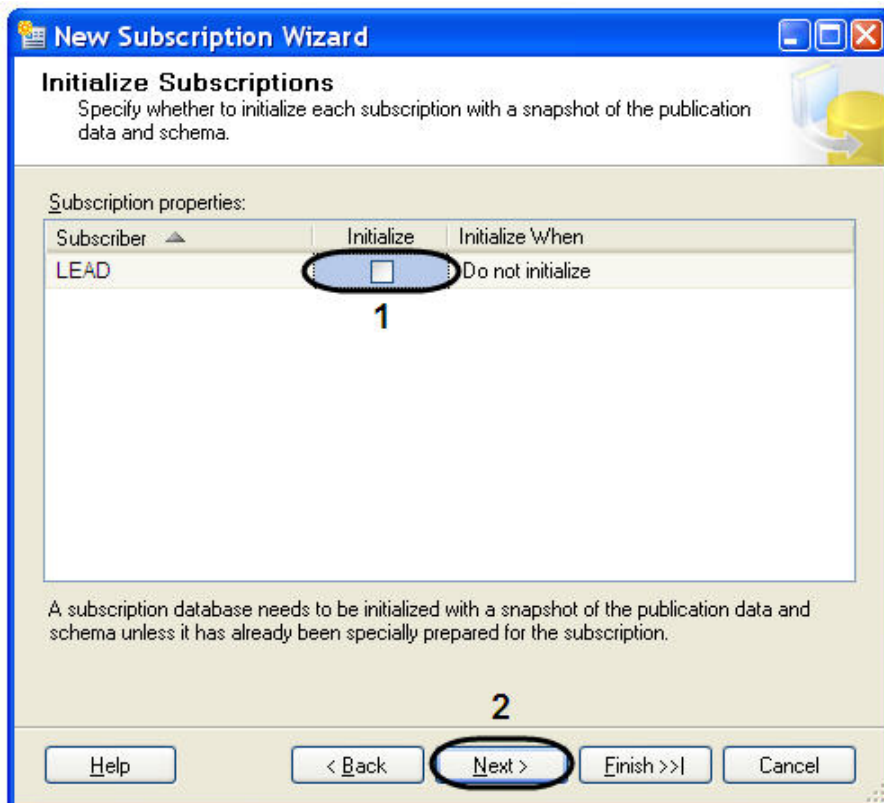 New Subscription Wizard
Initialize Subscriptions
Specify whether to initialize each subscription with a snapshot of the publication
data and schema.
Subscription properties:
Subscriber Initialize Initialize When
LEAD Do not initialize
1
A subscription database needs to be initialized with a snapshot of the publication data and
schema unless it has already been specially prepared for the subscription.
2
Help < Back Next > Finish >>| Cancel